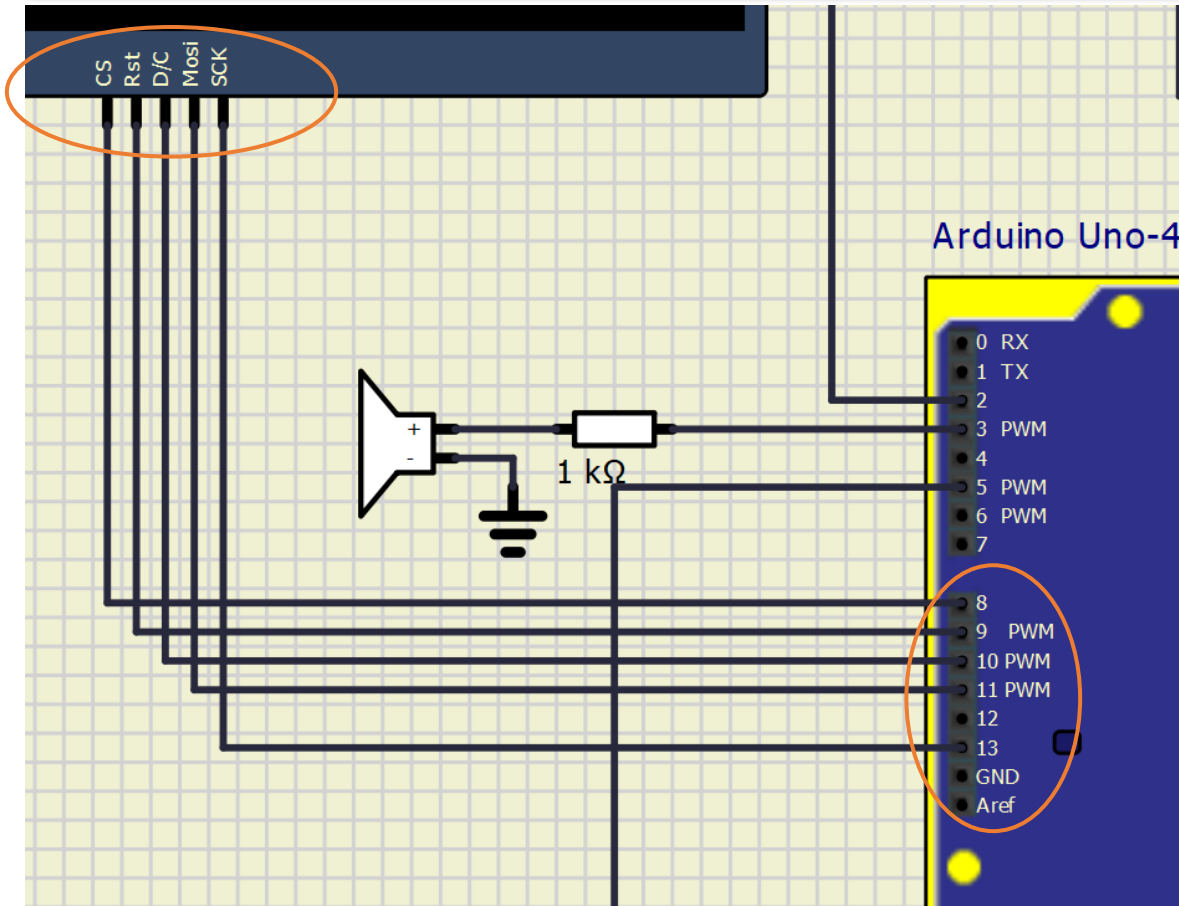 CS
Rst
D/C
Mosi
SCK
Arduino Uno-4
0 RX
1 TX
2
3 PWM
4
5 PWM
6 PWM
7
+
-
1 kΩ
8
9 PWM
10 PWM
11 PWM
12
13
GND
Aref